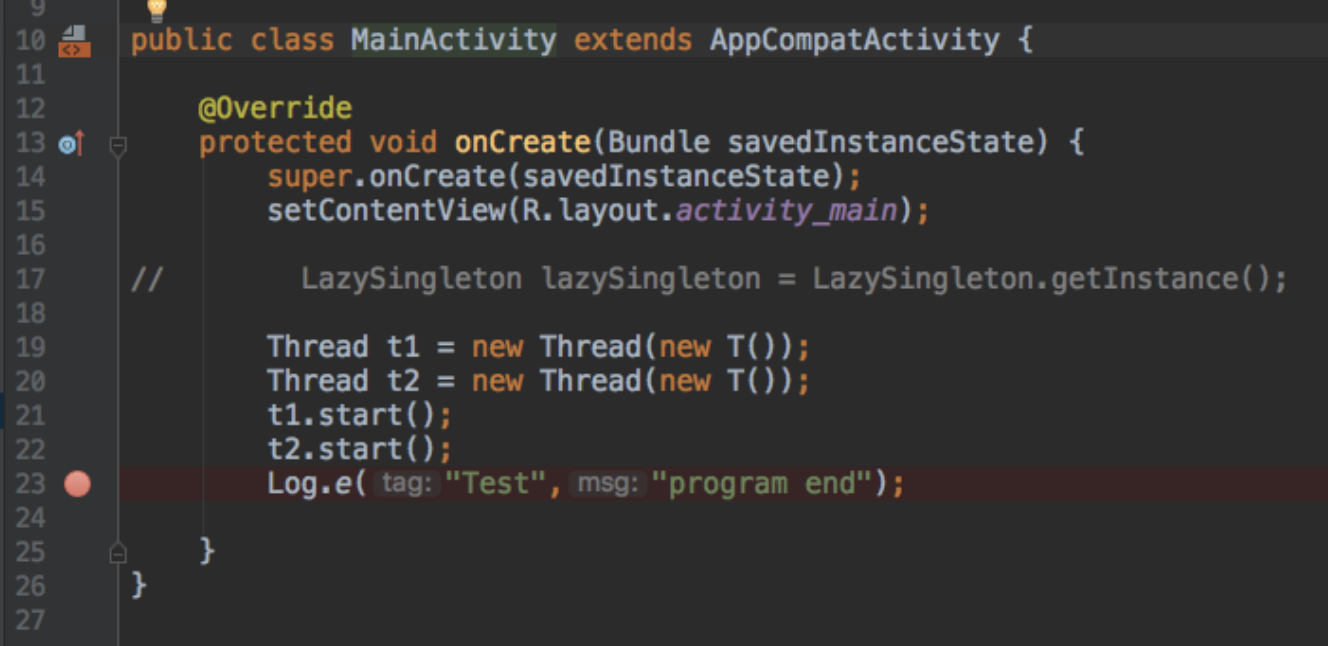 9
10 public class MainActivity extends AppCompatActivity {
11
12 @Override
13 protected void onCreate(Bundle savedInstanceState) {
14 super.onCreate(savedInstanceState);
15 setContentView(R.layout.activity_main);
16
17 // LazySingleton lazySingleton = LazySingleton.getInstance();
18
19 Thread t1 = new Thread(new T());
20 Thread t2 = new Thread(new T());
21 t1.start();
22 t2.start();
23 Log.e( tag: "Test", msg: "program end");
24
25 }
26 }
27